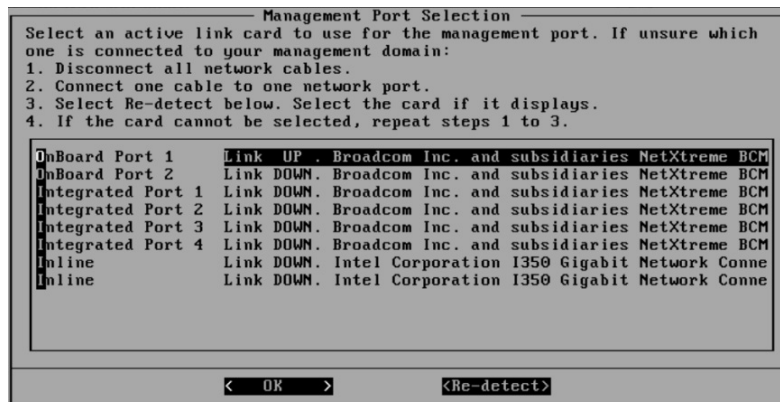 Management Port Selection
Select an active link card to use for the management port. If unsure which
one is connected to your management domain:
1. Disconnect all network cables.
2. Connect one cable to one network port.
3. Select Re-detect below. Select the card if it displays.
4. If the card cannot be selected, repeat steps 1 to 3.
OnBoard Port 1 Link UP . Broadcom Inc. and subsidiaries NetXtreme BCM
OnBoard Port 2 Link DOWN. Broadcom Inc. and subsidiaries NetXtreme BCM
Integrated Port 1 Link DOWN. Broadcom Inc. and subsidiaries NetXtreme BCM
Integrated Port 2 Link DOWN. Broadcom Inc. and subsidiaries NetXtreme BCM
Integrated Port 3 Link DOWN. Broadcom Inc. and subsidiaries NetXtreme BCM
Integrated Port 4 Link DOWN. Broadcom Inc. and subsidiaries NetXtreme BCM
Inline Link DOWN. Intel Corporation I350 Gigabit Network Conne
Inline Link DOWN. Intel Corporation I350 Gigabit Network Conne
< OK > <Re-detect>